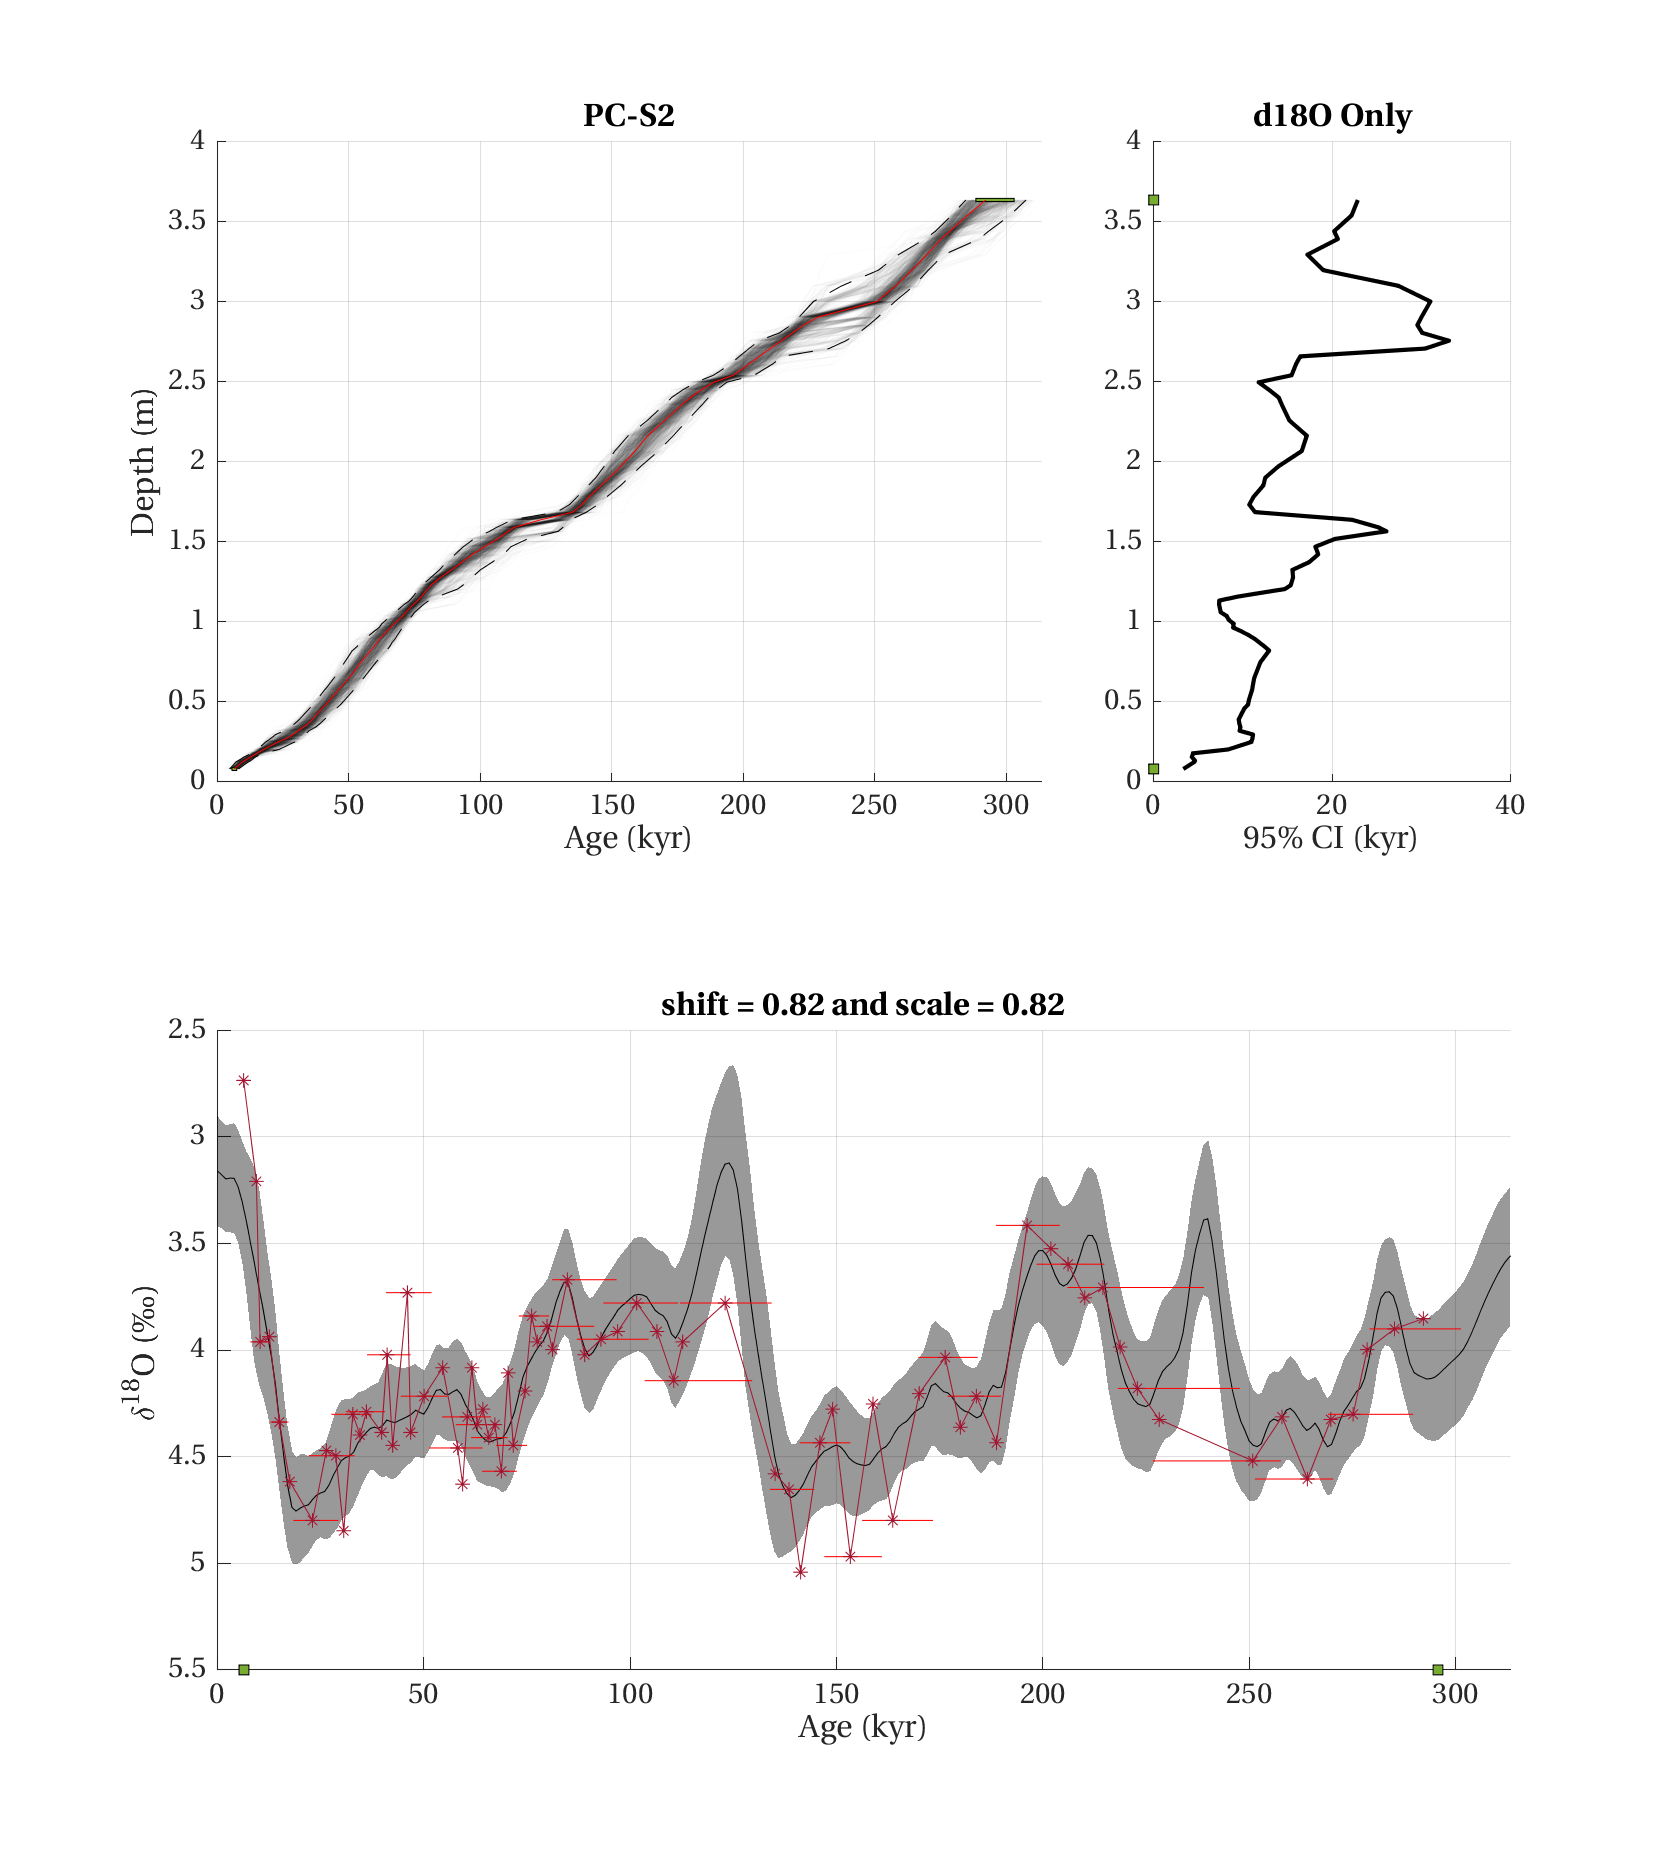 PC-S2
d18O Only
4
3.5
3
2.5
2
1.5
1
0.5
0
Depth (m)
0 50 100 150 200 250 300
Age (kyr)
4
3.5
3
2.5
2
1.5
1
0.5
0
0 20 40
95% CI (kyr)
shift = 0.82 and scale = 0.82
2.5
3
3.5
4
4.5
5
5.5
δ¹⁸O (‰)
0 50 100 150 200 250 300
Age (kyr)